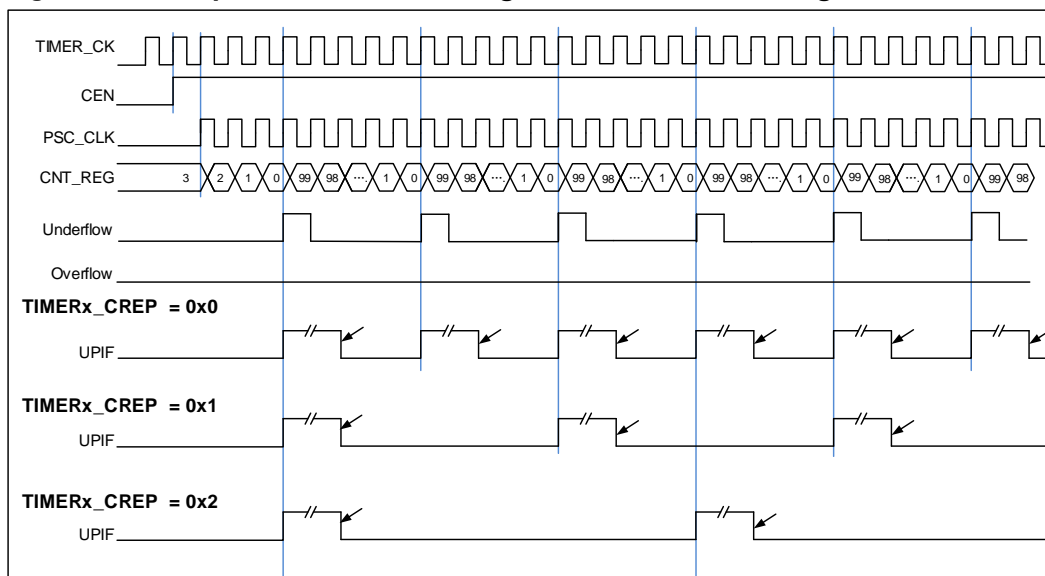 TIMER_CK
CEN
PSC_CLK
CNT_REG 3 2 1 0 99 98 ... 1 0 99 98 ... 1 0 99 98 ... 1 0 99 98 ... 1 0 99 98 ... 1 0 99 98
Underflow
Overflow
TIMERx_CREP = 0x0
UPIF
TIMERx_CREP = 0x1
UPIF
TIMERx_CREP = 0x2
UPIF